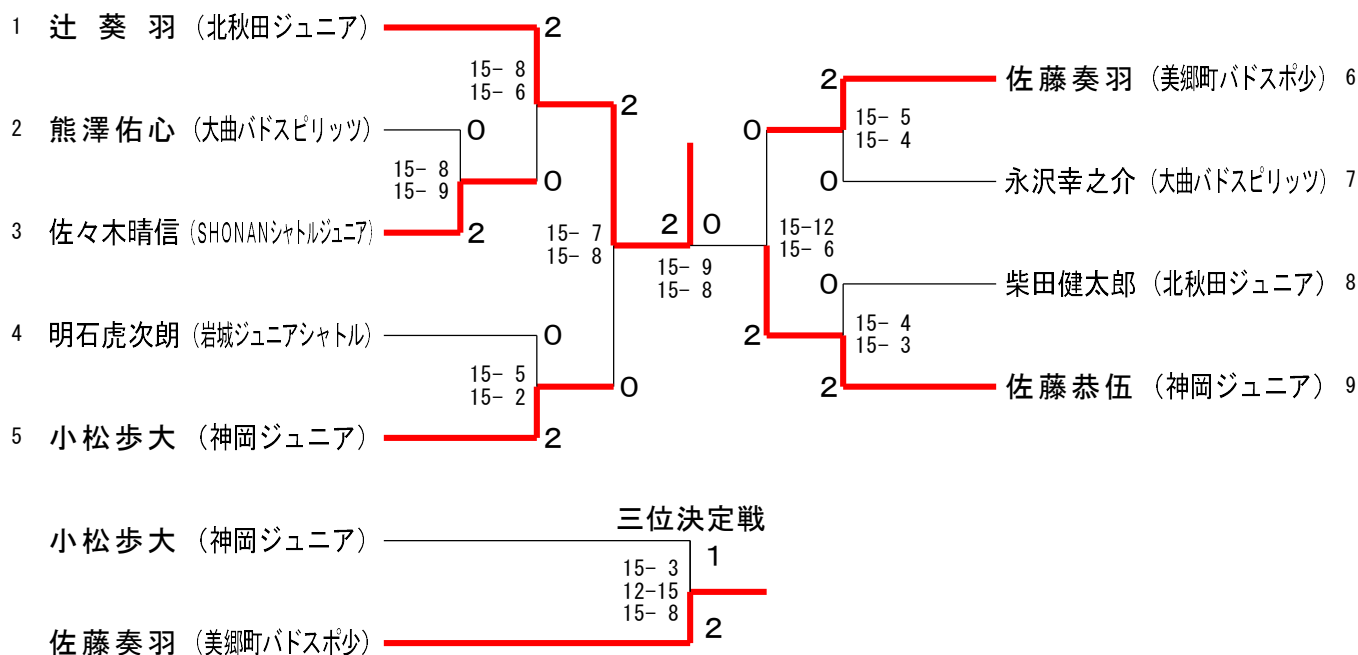 1 辻 葵 羽 (北秋田ジュニア) 2
15- 8
15- 6
2
2 熊澤佑心 (大曲バドスピリッツ) 0
15- 8
15- 9
0
3 佐々木晴信 (SHONANシャトルジュニア) 2
15- 7
15- 8
4 明石虎次朗 (岩城ジュニアシャトル) 0
15- 5
15- 2
0
5 小松歩大 (神岡ジュニア) 2
2 0
15- 9
15- 8
2 佐藤奏羽 (美郷町バドスポ少) 6
0
15- 5
15- 4
0 永沢幸之介 (大曲バドスピリッツ) 7
15-12
15- 6
0 柴田健太郎 (北秋田ジュニア) 8
15- 4
15- 3
2
2 佐藤恭伍 (神岡ジュニア) 9
三位決定戦
小松歩大 (神岡ジュニア) 1
15- 3
12-15
15- 8
佐藤奏羽 (美郷町バドスポ少) 2